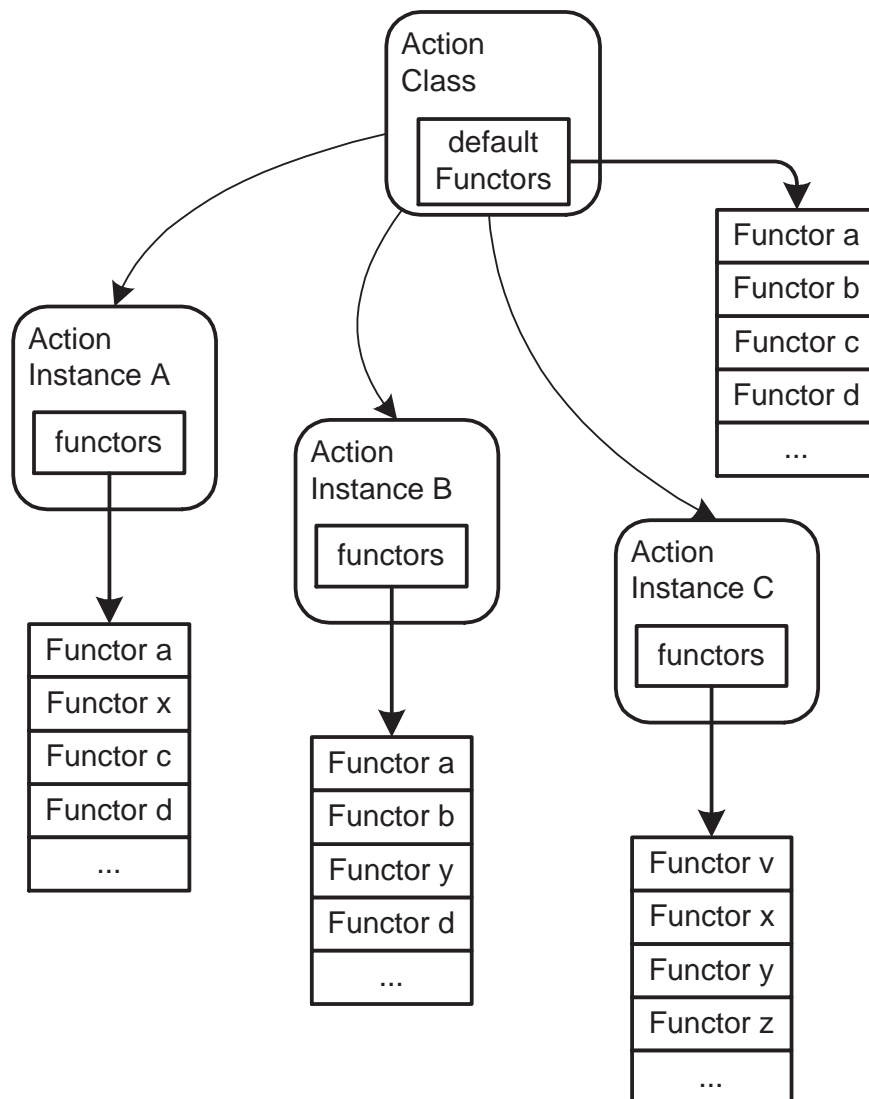 Action
Class
default
Functors
Functor a
Functor b
Functor c
Functor d
...
Action
Instance A
functors
Functor a
Functor x
Functor c
Functor d
...
Action
Instance B
functors
Functor a
Functor b
Functor y
Functor d
...
Action
Instance C
functors
Functor v
Functor x
Functor y
Functor z
...